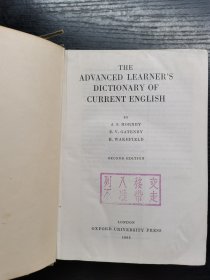 THE
ADVANCED LEARNER'S
DICTIONARY OF
CURRENT ENGLISH
BY
A. S. HORNBY
E. V. GATENBY
H. WAKEFIELD
SECOND EDITION
LONDON
OXFORD UNIVERSITY PRESS